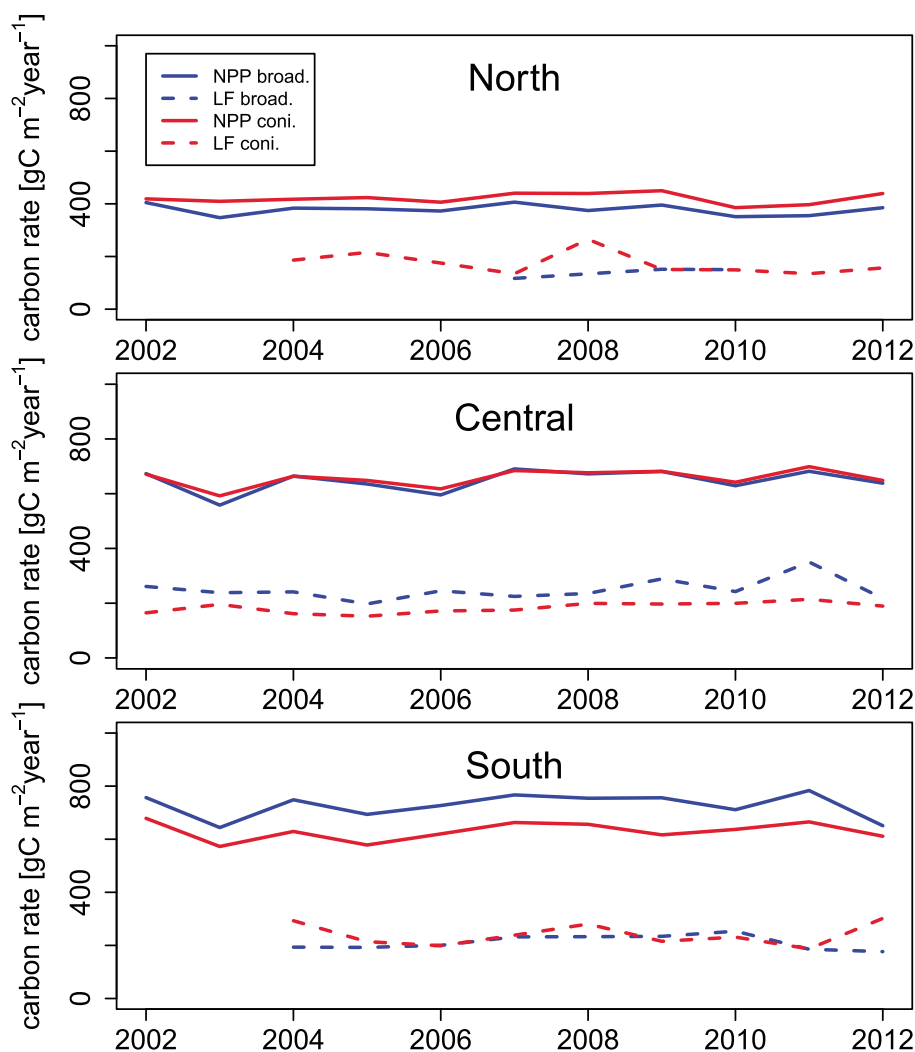 North
NPP broad.
LF broad.
NPP coni.
LF coni.
carbon rate [gC m−2year−1]
800
400
0
2002 2004 2006 2008 2010 2012
Central
carbon rate [gC m−2year−1]
800
400
0
2002 2004 2006 2008 2010 2012
South
carbon rate [gC m−2year−1]
800
400
0
2002 2004 2006 2008 2010 2012